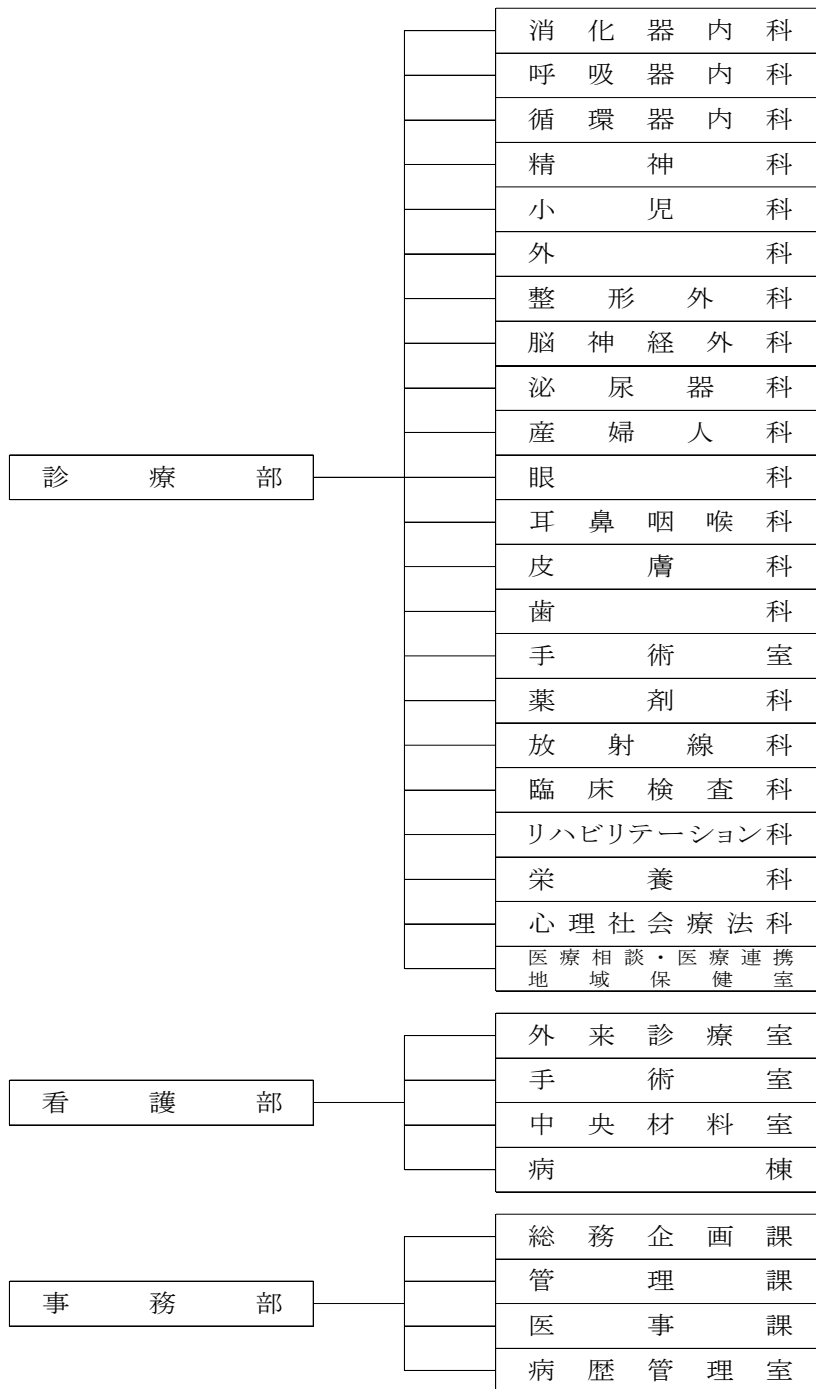 消化器内科
呼吸器内科
循環器内科
精神科
小児科
外科
整形外科
脳神経外科
泌尿器科
産婦人科
診療部
眼科
耳鼻咽喉科
皮膚科
歯科
手術室
薬剤科
放射線科
臨床検査科
リハビリテーション科
栄養科
心理社会療法科
医療相談・医療連携
地域保健室
外来診療室
手術室
看護部
中央材料室
病棟
総務企画課
管理課
事務部
医事課
病歴管理室